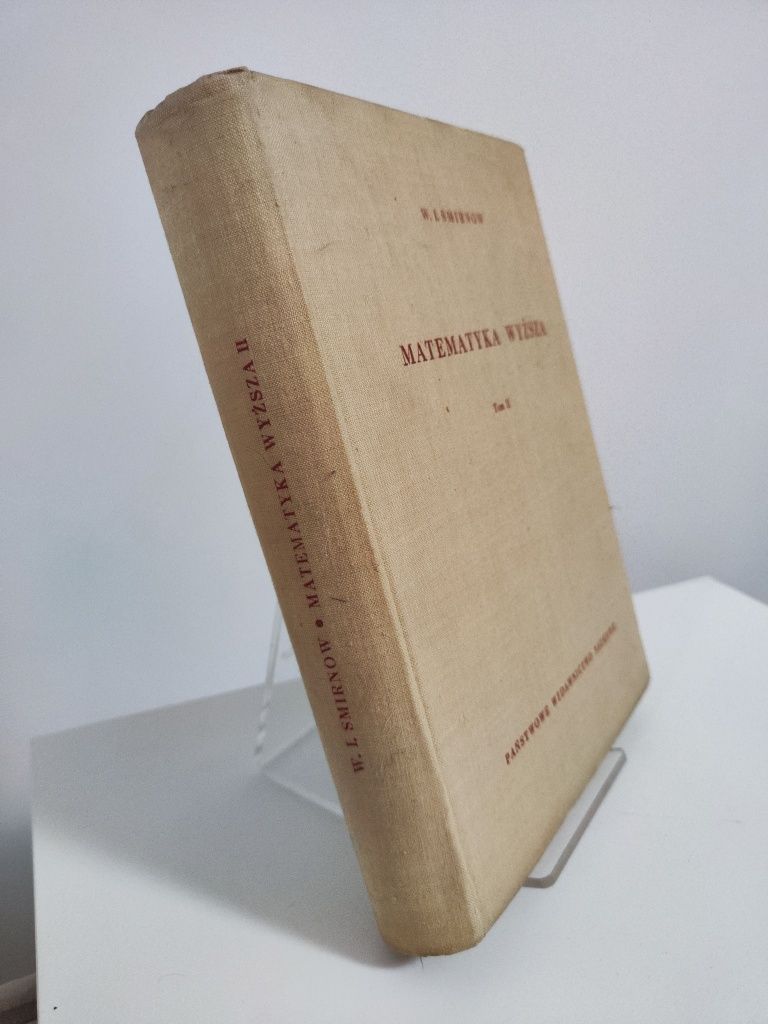 W. I. SMIRNOW • MATEMATYKA WYŻSZA II
W. I. SMIRNOW
MATEMATYKA WYŻSZA
Tom II
PAŃSTWOWE WYDAWNICTWO NAUKOWE